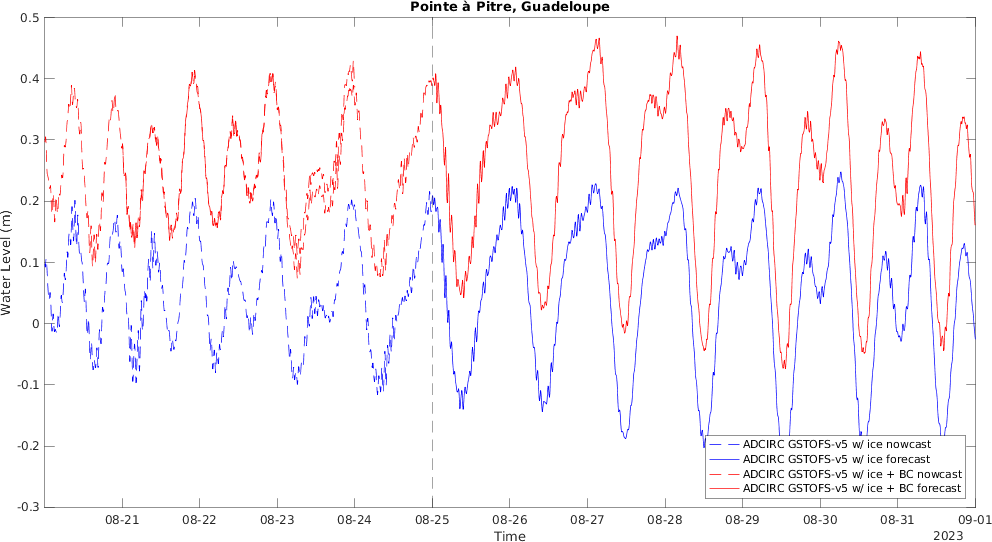 Pointe à Pitre, Guadeloupe
0.5
0.4
0.3
0.2
0.1
0
-0.1
-0.2
-0.3
Water Level (m)
ADCIRC GSTOFS-v5 w/ ice nowcast
ADCIRC GSTOFS-v5 w/ ice forecast
ADCIRC GSTOFS-v5 w/ ice + BC nowcast
ADCIRC GSTOFS-v5 w/ ice + BC forecast
08-21 08-22 08-23 08-24 08-25 08-26 08-27 08-28 08-29 08-30 08-31 09-01
Time
2023